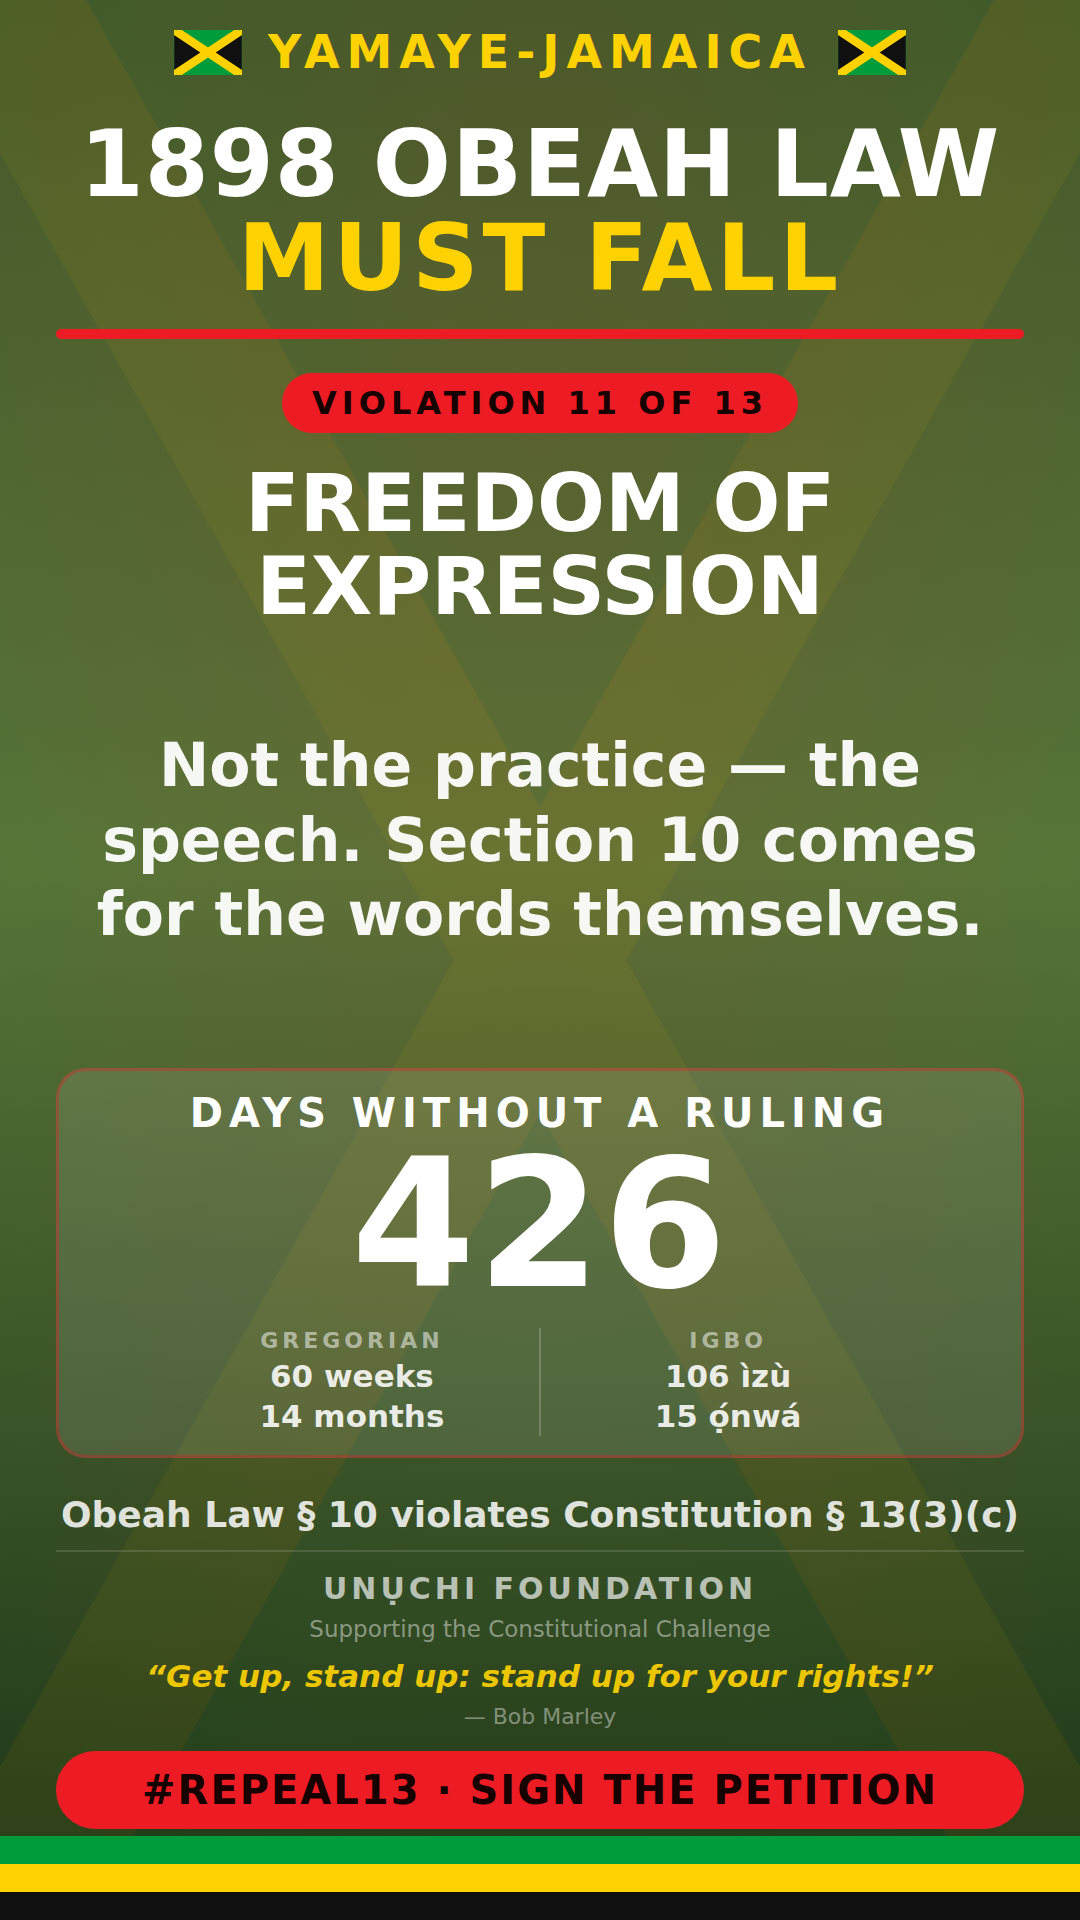 YAMAYE-JAMAICA
1898 OBEAH LAW
MUST FALL
VIOLATION 11 OF 13
FREEDOM OF
EXPRESSION
Not the practice — the
speech. Section 10 comes
for the words themselves.
DAYS WITHOUT A RULING
426
GREGORIAN
60 weeks
14 months
IGBO
106 ìzù
15 ọ́nwá
Obeah Law § 10 violates Constitution § 13(3)(c)
UNỤCHI FOUNDATION
Supporting the Constitutional Challenge
“Get up, stand up: stand up for your rights!”
— Bob Marley
#REPEAL13 · SIGN THE PETITION